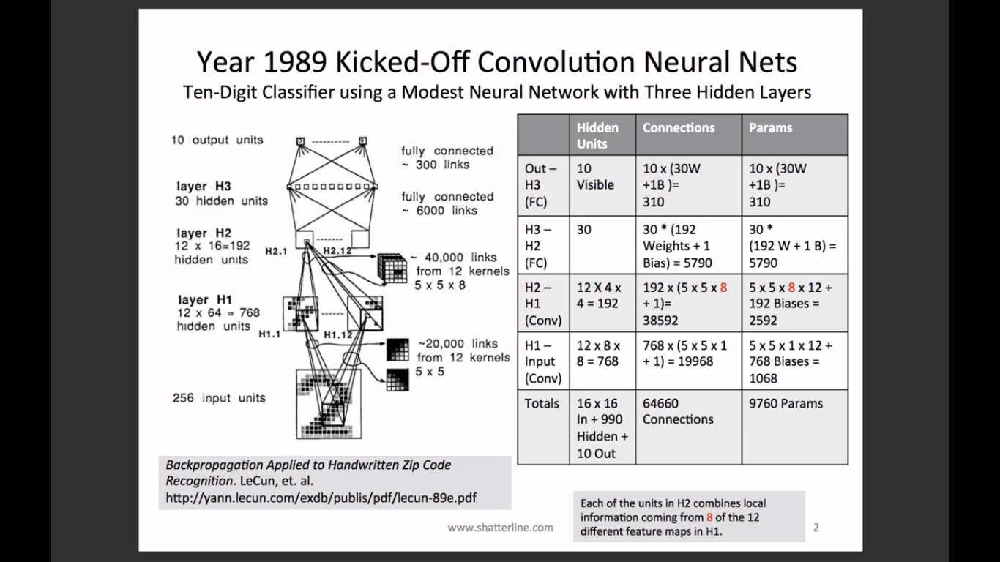 Year 1989 Kicked-Off Convolution Neural Nets
Ten-Digit Classifier using a Modest Neural Network with Three Hidden Layers
10 output units
fully connected
~ 300 links
layer H3
30 hidden units
fully connected
~ 6000 links
layer H2
12 x 16=192
hidden units
H2.1
H2.12
~ 40,000 links
from 12 kernels
5 x 5 x 8
layer H1
12 x 64 = 768
hidden units
H1.1
H1.12
~20,000 links
from 12 kernels
5 x 5
256 input units
Hidden
Units
Connections
Params
Out –
H3
(FC)
10
Visible
10 x (30W
+1B )=
310
10 x (30W
+1B )=
310
H3 –
H2
(FC)
30
30 * (192
Weights + 1
Bias) = 5790
30 *
(192 W + 1 B) =
5790
H2 –
H1
(Conv)
12 X 4 x
4 = 192
192 x (5 x 5 x 8
+ 1)=
38592
5 x 5 x 8 x 12 +
192 Biases =
2592
H1 –
Input
(Conv)
12 x 8 x
8 = 768
768 x (5 x 5 x 1
+ 1) = 19968
5 x 5 x 1 x 12 +
768 Biases =
1068
Totals
16 x 16
In + 990
Hidden +
10 Out
64660
Connections
9760 Params
Backpropagation Applied to Handwritten Zip Code
Recognition. LeCun, et. al.
http://yann.lecun.com/exdb/publis/pdf/lecun-89e.pdf
Each of the units in H2 combines local
information coming from 8 of the 12
different feature maps in H1.
www.shatterline.com
2